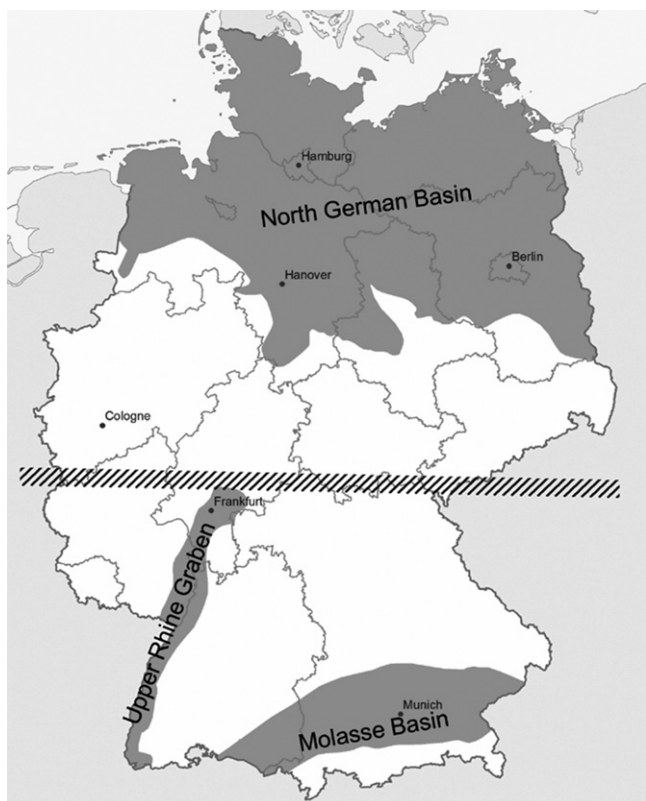 Hamburg
North German Basin
Hanover
Berlin
Cologne
Frankfurt
Upper Rhine Graben
Munich
Molasse Basin